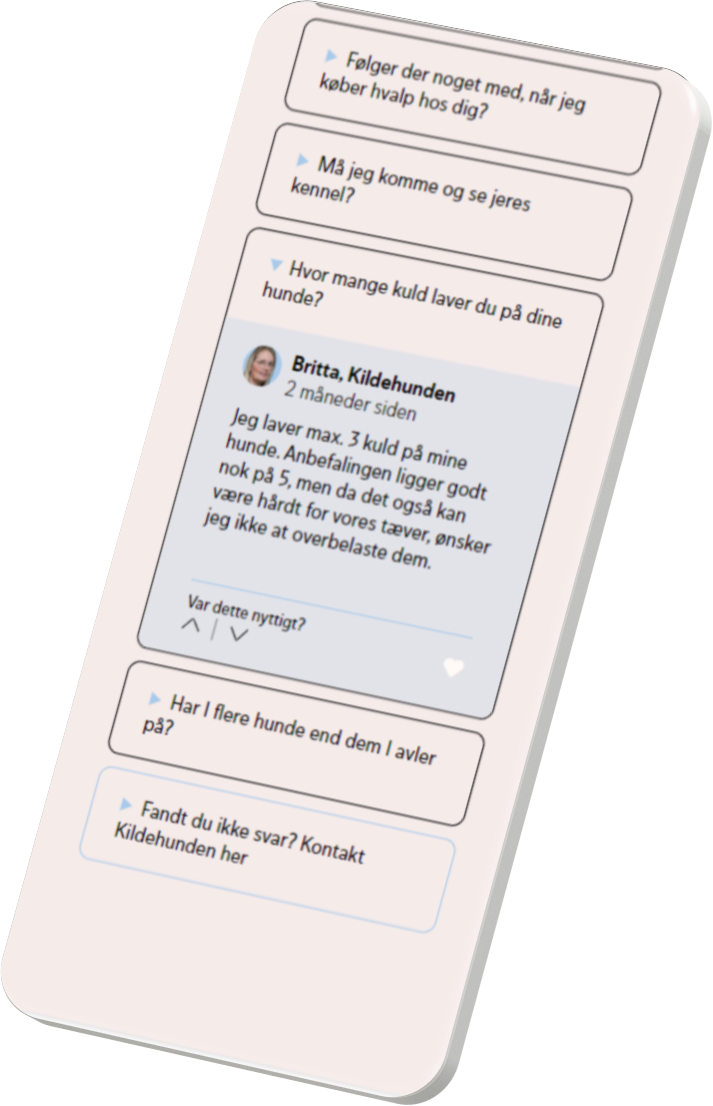 Følger der noget med, når jeg
køber hvalp hos dig?
Må jeg komme og se jeres
kennel?
Hvor mange kuld laver du på dine
hunde?
Britta, Kildehunden
2 måneder siden
Jeg laver max. 3 kuld på mine
hunde. Anbefalingen ligger godt
nok på 5, men da det også kan
være hårdt for vores tæver, ønsker
jeg ikke at overbelaste dem.
Var dette nyttigt?
Har I flere hunde end dem I avler
på?
Fandt du ikke svar? Kontakt
Kildehunden her